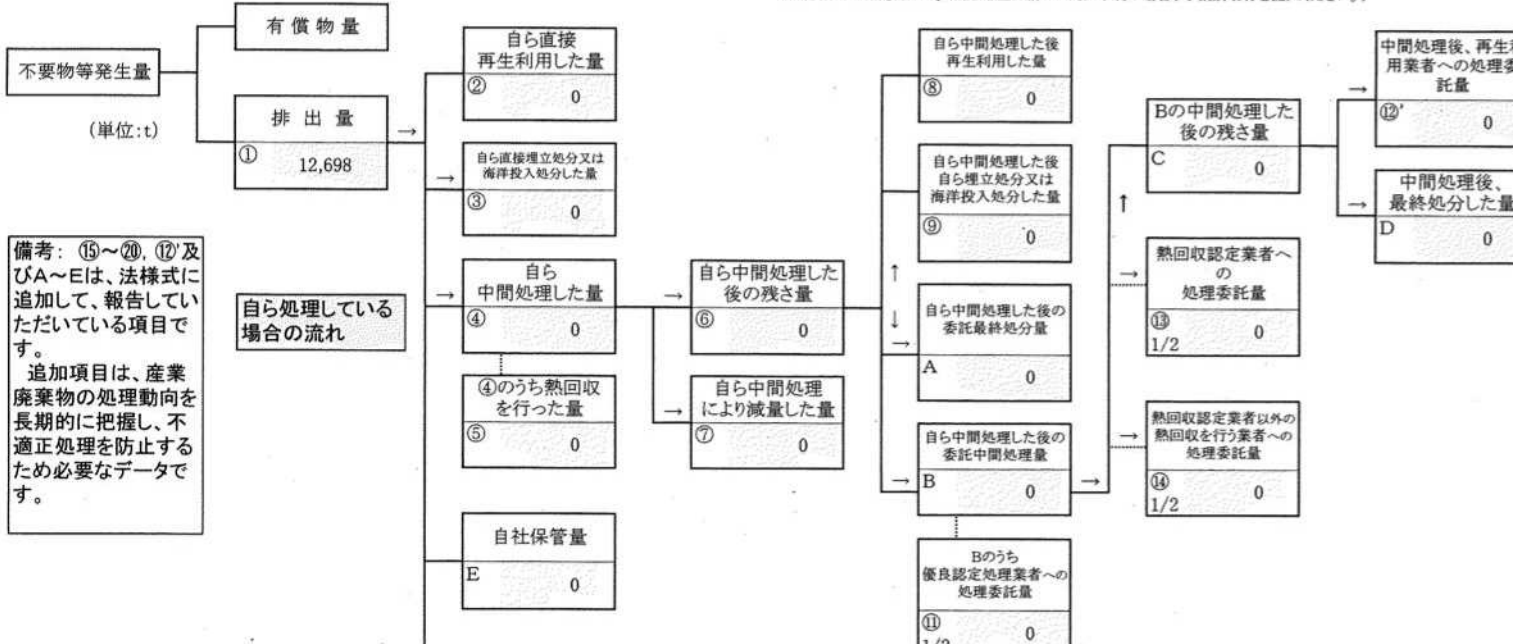 有償物量
不要物等発生量
(単位:t)
排出量
→
①
12,698
備考: ⑮~⑳, ⑫'及
びA~Eは、法様式に
追加して、報告してい
ただいている項目で
す。
追加項目は、産業
廃棄物の処理動向を
長期的に把握し、不
適正処理を防止する
ため必要なデータで
す。
自ら処理している
場合の流れ
自ら直接
再生利用した量
②
0
→
自ら直接埋立処分又は
海洋投入処分した量
③
0
→
自ら
中間処理した量
④
0
④のうち熱回収
を行った量
⑤
0
自社保管量
E
0
→
自ら中間処理した
後の残さ量
⑥
0
→
自ら中間処理
により減量した量
⑦
0
自ら中間処理した後
再生利用した量
⑧
0
自ら中間処理した後
自ら埋立処分又は
海洋投入処分した量
⑨
0
↑
↓
→
自ら中間処理した後の
委託最終処分量
A
0
→
自ら中間処理した後の
委託中間処理量
B
0
→
Bのうち
優良認定処理業者への
処理委託量
⑪
1/2
0
Bの中間処理した
後の残さ量
C
0
↑
→
熱回収認定業者へ
の
処理委託量
⑬
1/2
0
→
熱回収認定業者以外の
熱回収を行う業者への
処理委託量
⑭
1/2
0
→
中間処理後、再生利
用業者への処理委
託量
⑫'
0
→
中間処理後、
最終処分した量
D
0